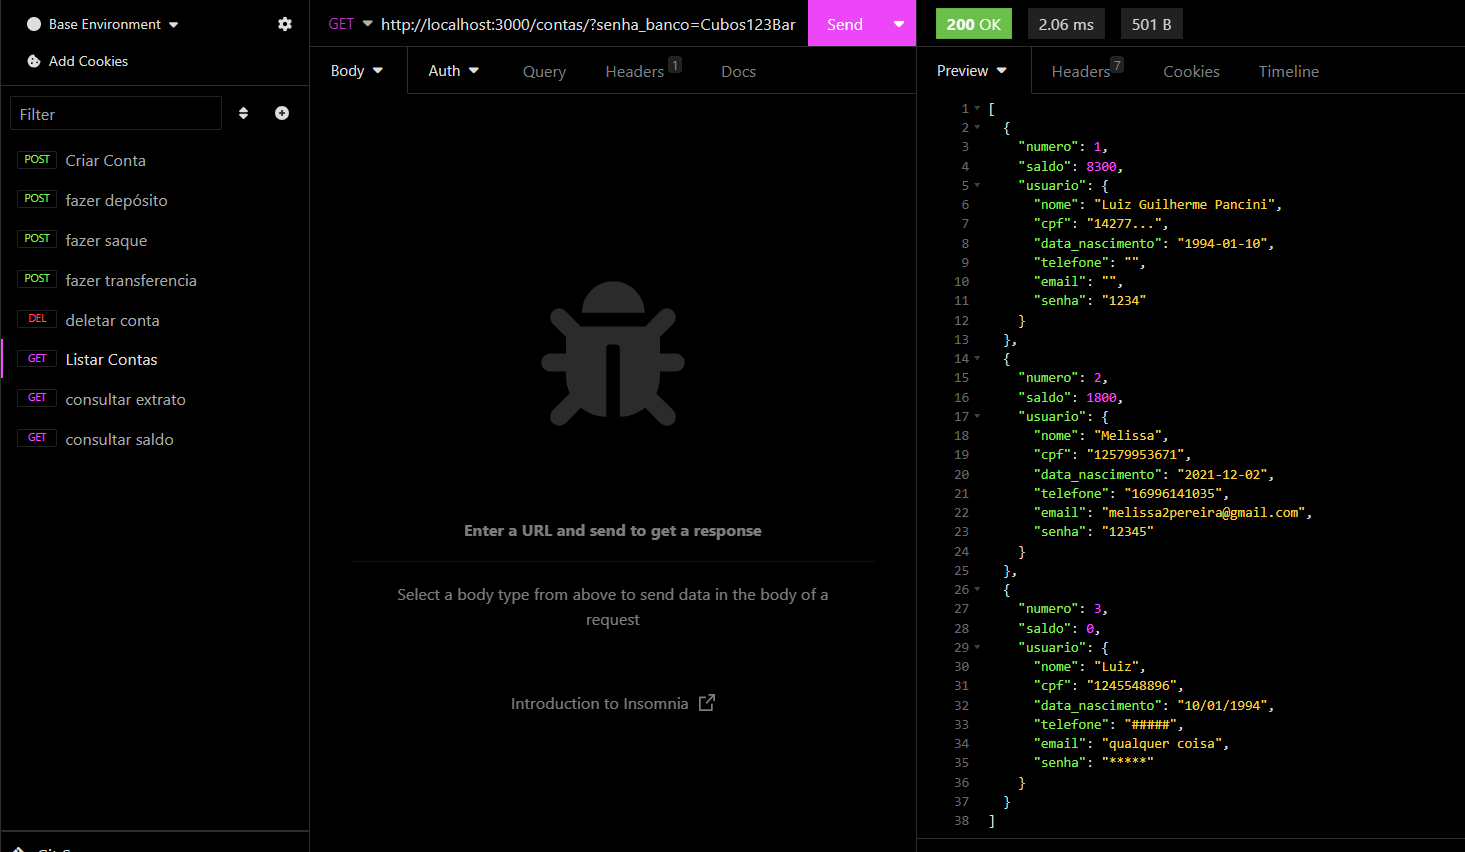 Base Environment
Add Cookies
Filter
POST Criar Conta
POST fazer depósito
POST fazer saque
POST fazer transferencia
DEL deletar conta
GET Listar Contas
GET consultar extrato
GET consultar saldo
GET http://localhost:3000/contas/?senha_banco=Cubos123Bar
Send
Body Auth Query Headers 1 Docs
Enter a URL and send to get a response
Select a body type from above to send data in the body of a
request
Introduction to Insomnia
200 OK 2.06 ms 501 B
Preview Headers 7 Cookies Timeline
1 [
2 {
3 "numero": 1,
4 "saldo": 8300,
5 "usuario": {
6 "nome": "Luiz Guilherme Pancini",
7 "cpf": "14277...",
8 "data_nascimento": "1994-01-10",
9 "telefone": "",
10 "email": "",
11 "senha": "1234"
12 }
13 },
14 {
15 "numero": 2,
16 "saldo": 1800,
17 "usuario": {
18 "nome": "Melissa",
19 "cpf": "12579953671",
20 "data_nascimento": "2021-12-02",
21 "telefone": "16996141035",
22 "email": "melissa2pereira@gmail.com",
23 "senha": "12345"
24 }
25 },
26 {
27 "numero": 3,
28 "saldo": 0,
29 "usuario": {
30 "nome": "Luiz",
31 "cpf": "1245548896",
32 "data_nascimento": "10/01/1994",
33 "telefone": "#####",
34 "email": "qualquer coisa",
35 "senha": "*****"
36 }
37 }
38 ]